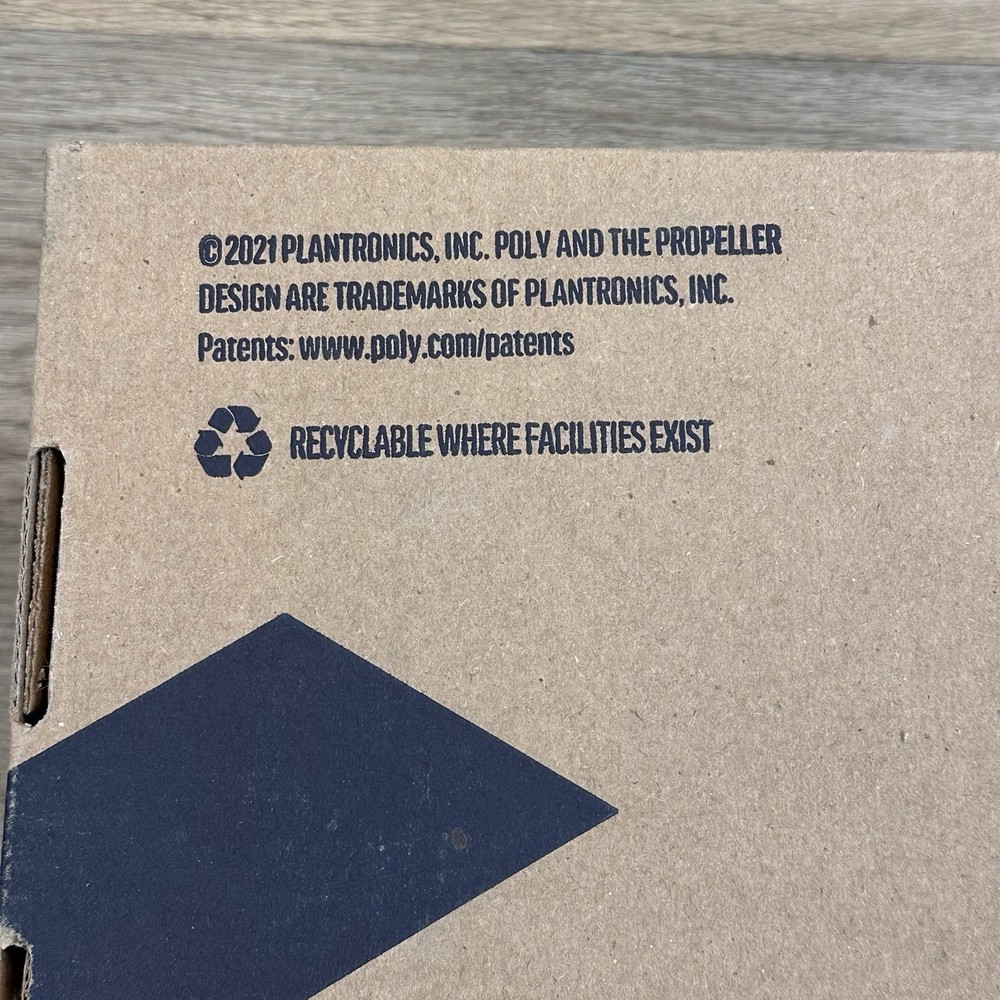 © 2021 PLANTRONICS, INC. POLY AND THE PROPELLER
DESIGN ARE TRADEMARKS OF PLANTRONICS, INC.
Patents: www.poly.com/patents
RECYCLABLE WHERE FACILITIES EXIST